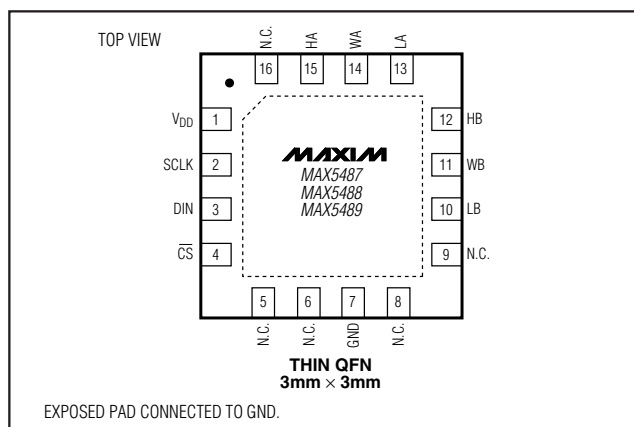 TOP VIEW
N.C.
HA
WA
LA
16
15
14
13
VDD
1
12
HB
SCLK
2
MAXIM
11
WB
MAX5487
MAX5488
MAX5489
DIN
3
10
LB
CS
4
9
N.C.
5
6
7
8
N.C.
N.C.
GND
N.C.
THIN QFN
3mm × 3mm
EXPOSED PAD CONNECTED TO GND.